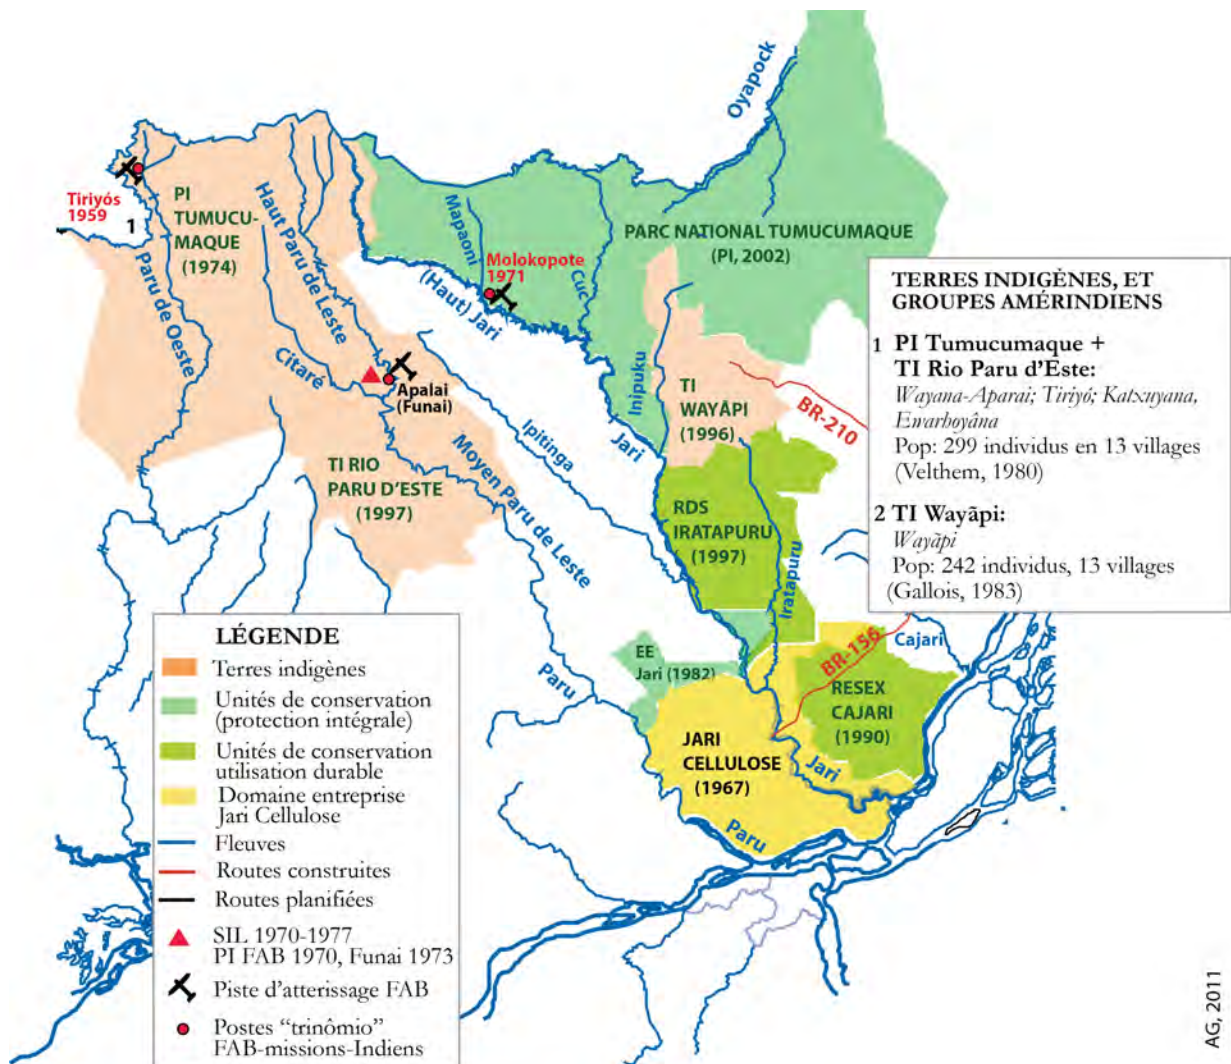 Oyapock
Tiriyós
1959
1
PI
TUMUCU-
MAQUE
(1974)
Haut Paru de Leste
Paru de Oeste
Mapaoni
Molokopote
1971
(Haut) Jari
Cuc
PARC NATIONAL TUMUCUMAQUE
(PI, 2002)
Citaré
Apalai
(Funai)
Inipuku
TI
WAYÃPI
(1996)
BR-210
Ipitinga
Jari
TI RIO
PARU D'ESTE
(1997)
Moyen Paru de Leste
RDS
IRATAPURU
(1997)
Iratapuru
TERRES INDIGÈNES, ET
GROUPES AMÉRINDIENS
1 PI Tumucumaque +
TI Rio Paru d'Este:
Wayana-Aparai; Tiriyó; Katxuyana,
Ewarhoyâna
Pop: 299 individus en 13 villages
(Velthem, 1980)
2 TI Wayãpi:
Wayãpi
Pop: 242 individus, 13 villages
(Gallois, 1983)
Paru
EE
Jari (1982)
BR-156
Cajari
RESEX
CAJARI
(1990)
JARI
CELLULOSE
(1967)
Jari
Paru
LÉGENDE
Terres indigènes
Unités de conservation
(protection intégrale)
Unités de conservation
utilisation durable
Domaine entreprise
Jari Cellulose
Fleuves
Routes construites
Routes planifiées
SIL 1970-1977
PI FAB 1970, Funai 1973
Piste d'atterissage FAB
Postes "trinômio"
FAB-missions-Indiens
AG, 2011